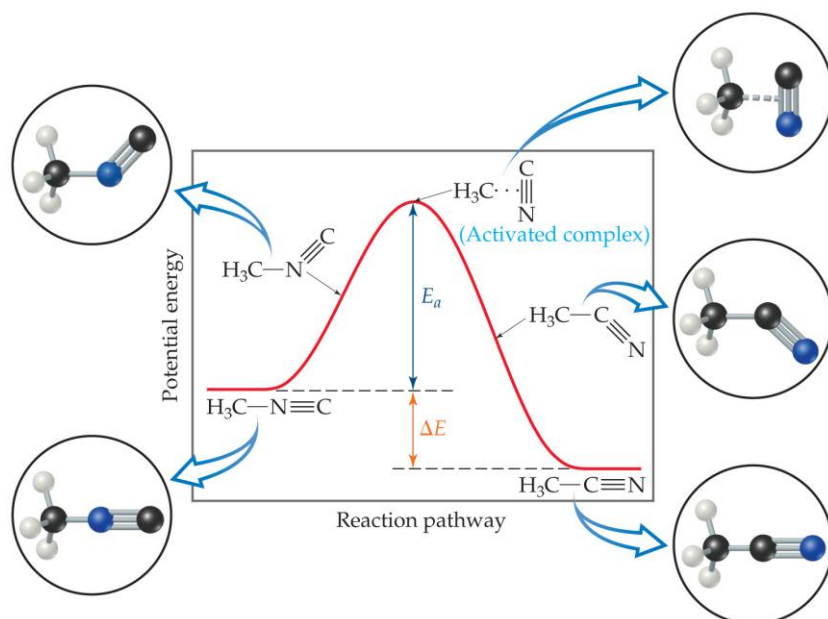 C
H₃C···|||
N
(Activated complex)
C
H₃C—N≡
Eₐ
H₃C—C≡
N
H₃C—N≡C
ΔE
H₃C—C≡N
Potential energy
Reaction pathway